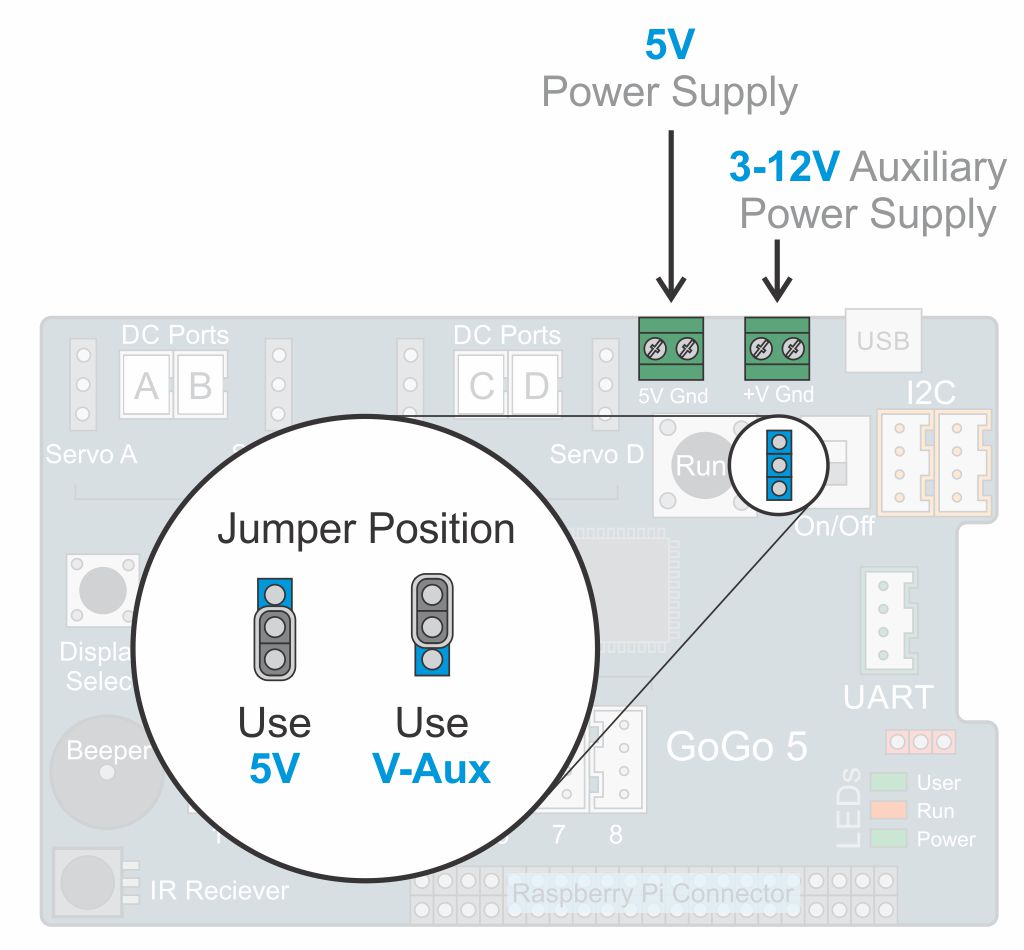 5V
Power Supply
3-12V Auxiliary
Power Supply
DC Ports
DC Ports
USB
A B
C D
5V Gnd
+V Gnd
I2C
Servo A
S
Servo D
Run
On/Off
Jumper Position
Use
5V
Use
V-Aux
Displa
Selec
UART
Beeper
GoGo 5
LEDs
User
Run
Power
7 8
IR Reciever
Raspberry Pi Connector